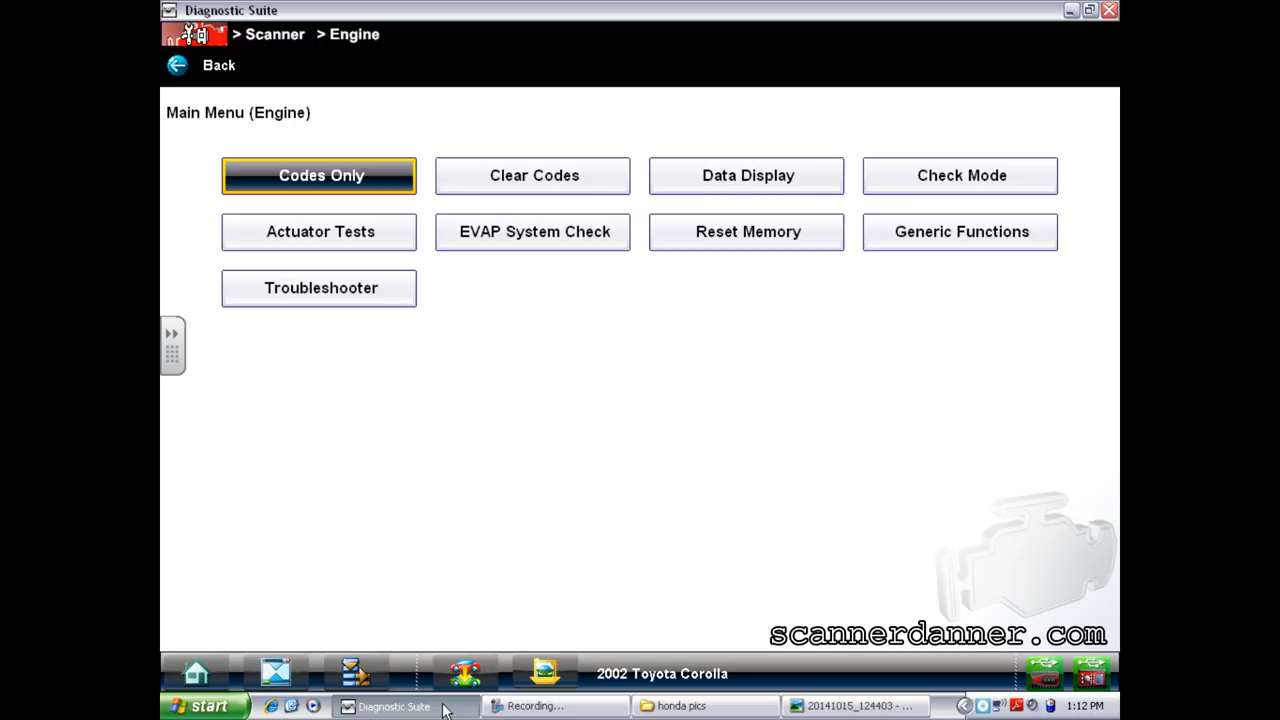 Diagnostic Suite
> Scanner > Engine
Back
Main Menu (Engine)
Codes Only Clear Codes Data Display Check Mode
Actuator Tests EVAP System Check Reset Memory Generic Functions
Troubleshooter
scannerdanner.com
2002 Toyota Corolla
start Diagnostic Suite Recording... honda pics 20141015_124403 - ... 1:12 PM